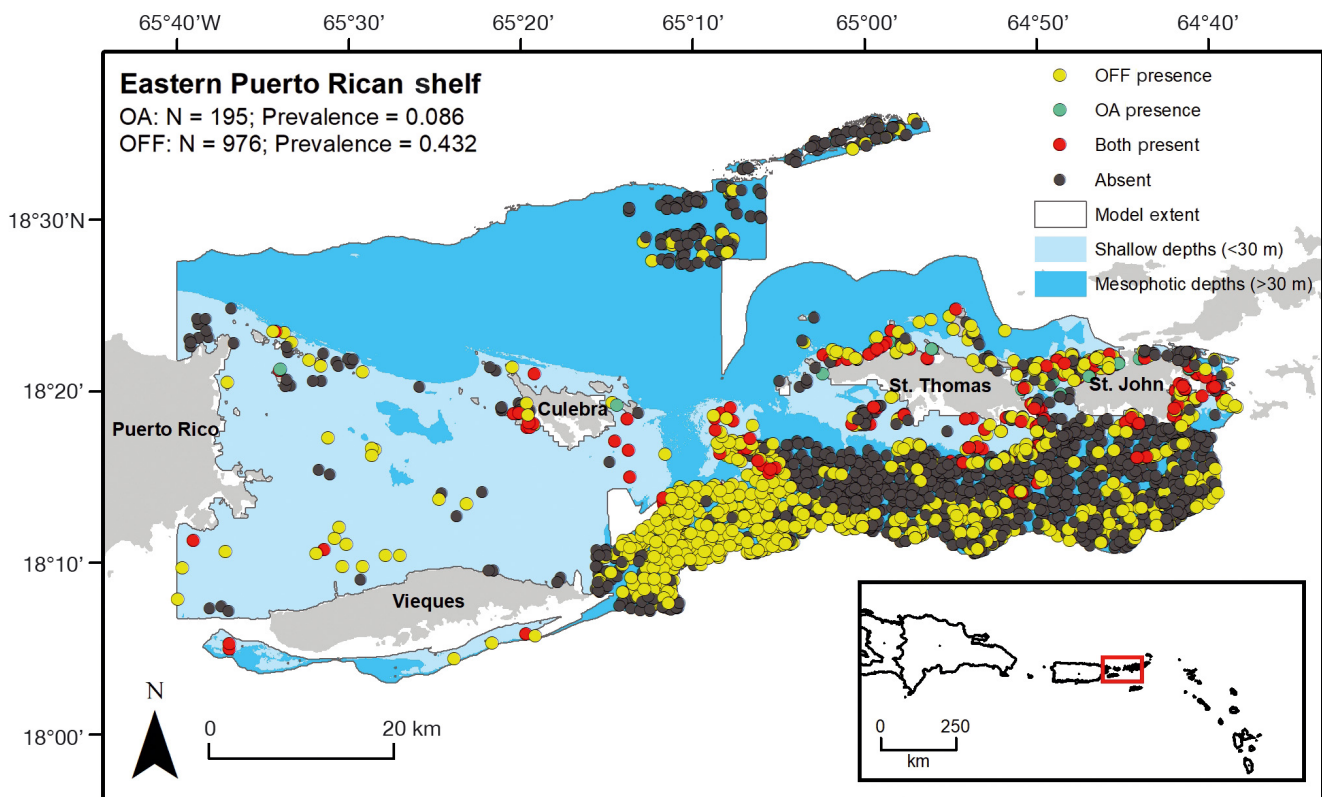 65°40’W 65°30’ 65°20’ 65°10’ 65°00’ 64°50’ 64°40’
Eastern Puerto Rican shelf
OA: N = 195; Prevalence = 0.086
OFF: N = 976; Prevalence = 0.432
OFF presence
OA presence
Both present
Absent
Model extent
Shallow depths (<30 m)
Mesophotic depths (>30 m)
18°30’N
18°20’
18°10’
18°00’
St. Thomas
St. John
Culebra
Puerto Rico
Vieques
N
0 20 km
0 250
km